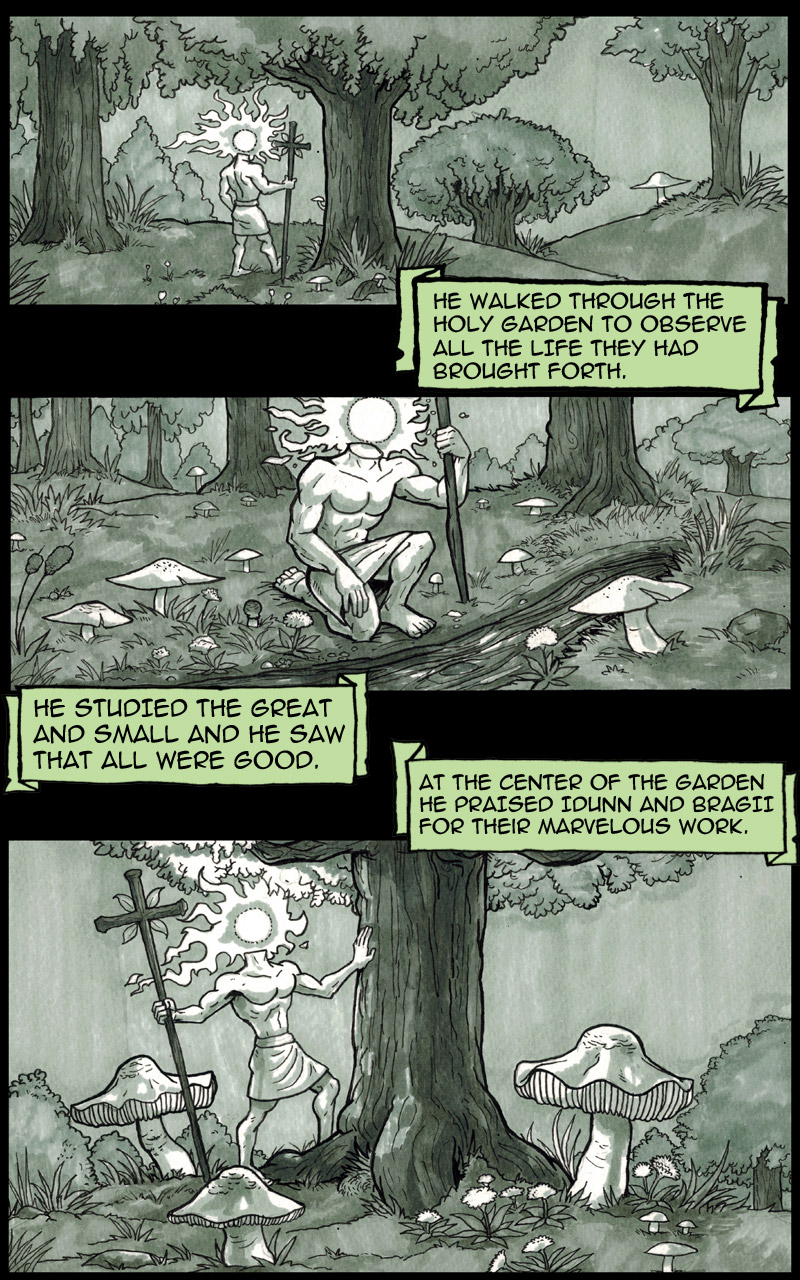 HE WALKED THROUGH THE
HOLY GARDEN TO OBSERVE
ALL THE LIFE THEY HAD
BROUGHT FORTH.
HE STUDIED THE GREAT
AND SMALL AND HE SAW
THAT ALL WERE GOOD.
AT THE CENTER OF THE GARDEN
HE PRAISED IDUNN AND BRAGII
FOR THEIR MARVELOUS WORK.